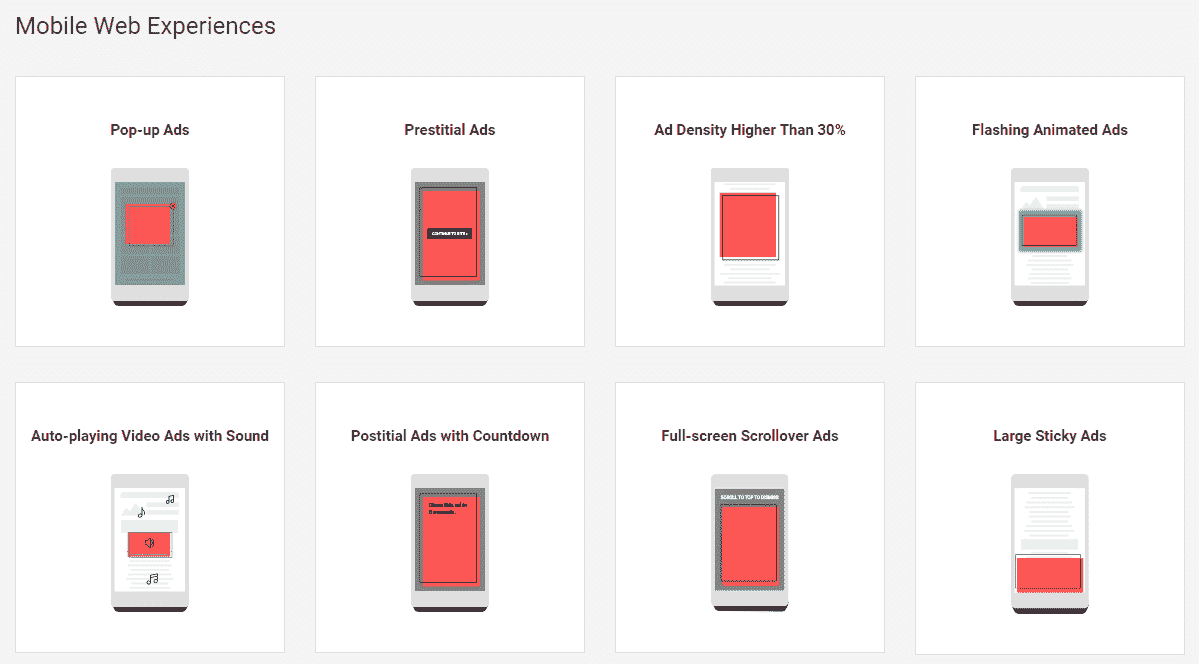 Mobile Web Experiences
Pop-up Ads
Prestitial Ads
Ad Density Higher Than 30%
Flashing Animated Ads
CONTINUE TO SITE
Auto-playing Video Ads with Sound
Postitial Ads with Countdown
Full-screen Scrollover Ads
Large Sticky Ads
SCROLL TO TOP TO DISMISS